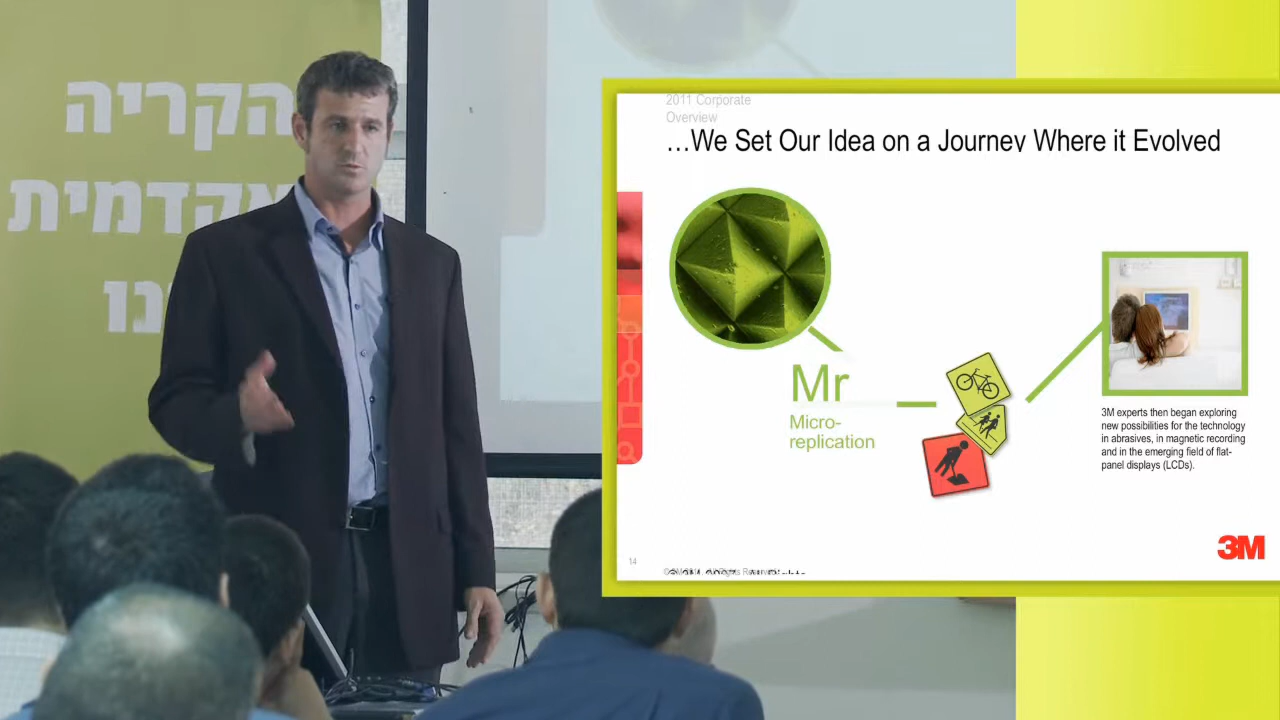 הקריה
אקדמית
נו
2011 Corporate
Overview
…We Set Our Idea on a Journey Where it Evolved
Mr
Micro-
replication
3M experts then began exploring
new possibilities for the technology
in abrasives, in magnetic recording
and in the emerging field of flat-
panel displays (LCDs).
3M
14